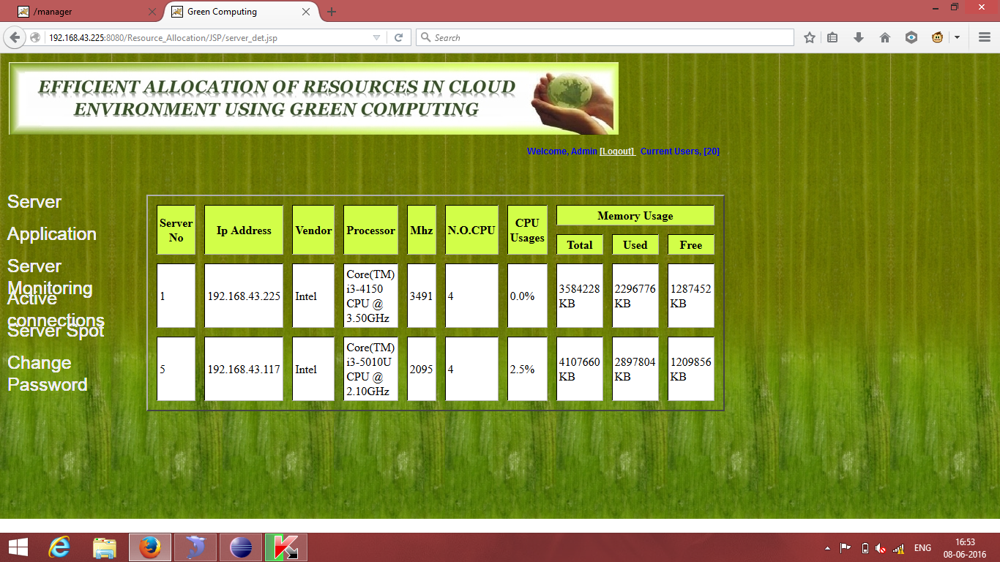 /manager
Green Computing
192.168.43.225:8080/Resource_Allocation/JSP/server_det.jsp
Search
EFFICIENT ALLOCATION OF RESOURCES IN CLOUD
ENVIRONMENT USING GREEN COMPUTING
Welcome, Admin [Logout] Current Users, [20]
Server
Application
Server
Monitoring
Active
connections
Server Spot
Change
Password
Server No Ip Address Vendor Processor Mhz N.O.CPU CPU Usages Memory Usage
Total Used Free
1 192.168.43.225 Intel Core(TM) i3-4150 CPU @ 3.50GHz 3491 4 0.0% 3584228 KB 2296776 KB 1287452 KB
5 192.168.43.117 Intel Core(TM) i3-5010U CPU @ 2.10GHz 2095 4 2.5% 4107660 KB 2897804 KB 1209856 KB
ENG
16:53
08-06-2016